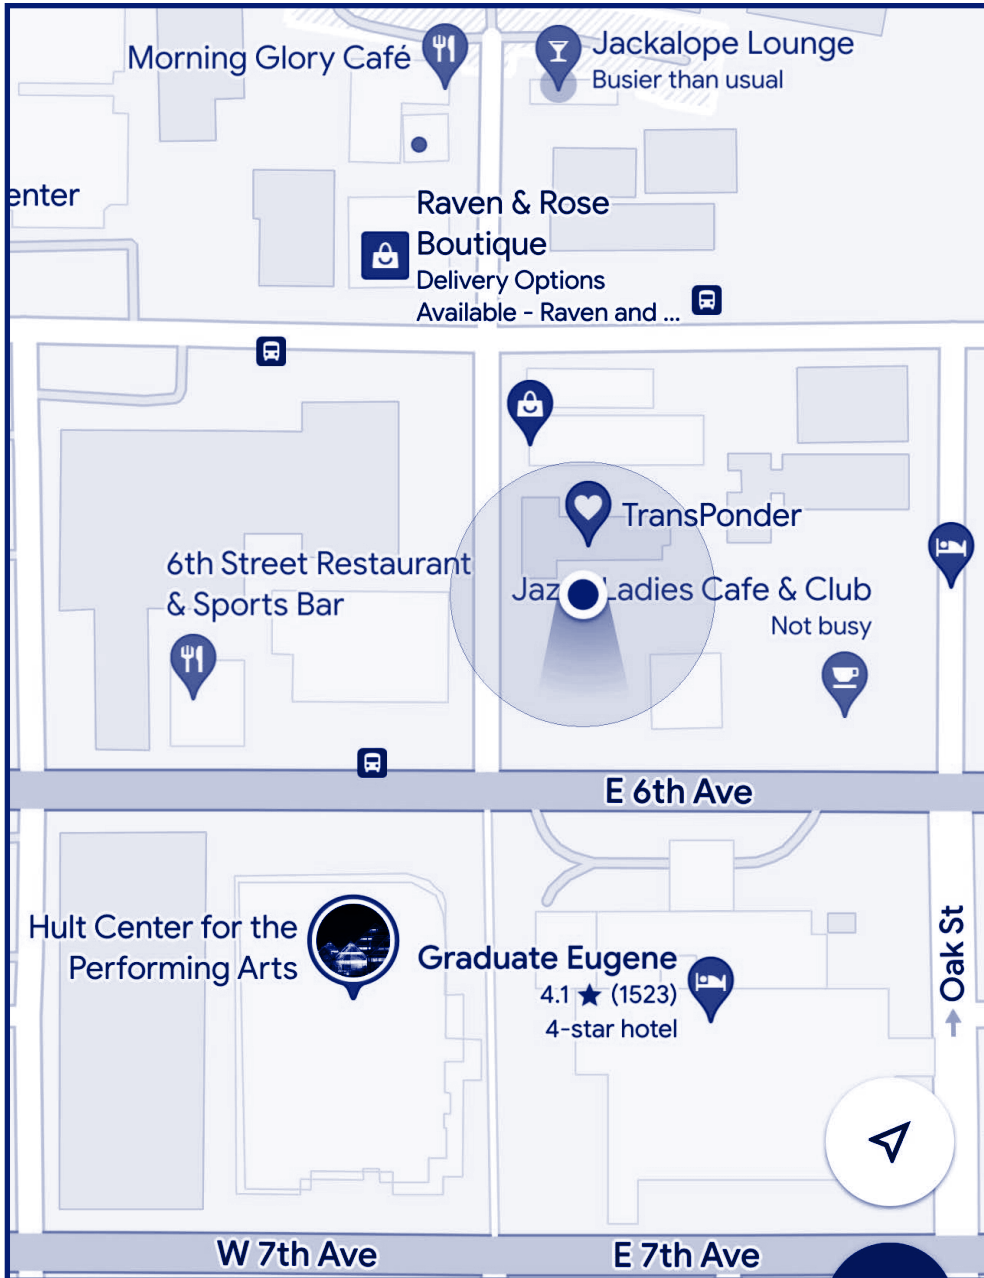 Morning Glory Café
Jackalope Lounge
Busier than usual
enter
Raven & Rose
Boutique
Delivery Options
Available - Raven and ...
TransPonder
6th Street Restaurant
& Sports Bar
Jaz Ladies Cafe & Club
Not busy
E 6th Ave
Hult Center for the
Performing Arts
Graduate Eugene
4.1 ★ (1523)
4-star hotel
Oak St
W 7th Ave
E 7th Ave